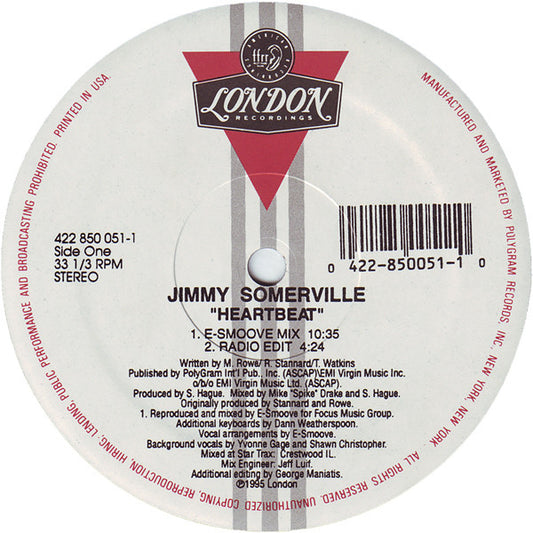 AMERICAN RECORDINGS
ffrr
LONDON
RECORDINGS
MANUFACTURED AND MARKETED BY POLYGRAM RECORDS INC. NEW YORK, NEW YORK. ALL RIGHTS RESERVED. UNAUTHORIZED COPYING, REPRODUCTION, HIRING, LENDING, PUBLIC PERFORMANCE AND BROADCASTING PROHIBITED. PRINTED IN USA.
422 850 051-1
Side One
33 1/3 RPM
STEREO
0 422-850051-1 0
JIMMY SOMERVILLE
"HEARTBEAT"
1. E-SMOOVE MIX 10:35
2. RADIO EDIT 4:24
Written by M. Rowe/ R. Stannard/T. Watkins
Published by PolyGram Int'l Pub., Inc. (ASCAP)/EMI Virgin Music Inc.
o/b/o EMI Virgin Music Ltd. (ASCAP).
Produced by S. Hague. Mixed by Mike "Spike" Drake and S. Hague.
Originally produced by Stannard and Rowe.
1. Reproduced and mixed by E-Smoove for Focus Music Group.
Additional keyboards by Dann Weatherspoon.
Vocal arrangements by E-Smoove.
Background vocals by Yvonne Gage and Shawn Christopher.
Mixed at Star Trax: Crestwood IL.
Mix Engineer: Jeff Luif.
Additional editing by George Maniatis.
℗©1995 London